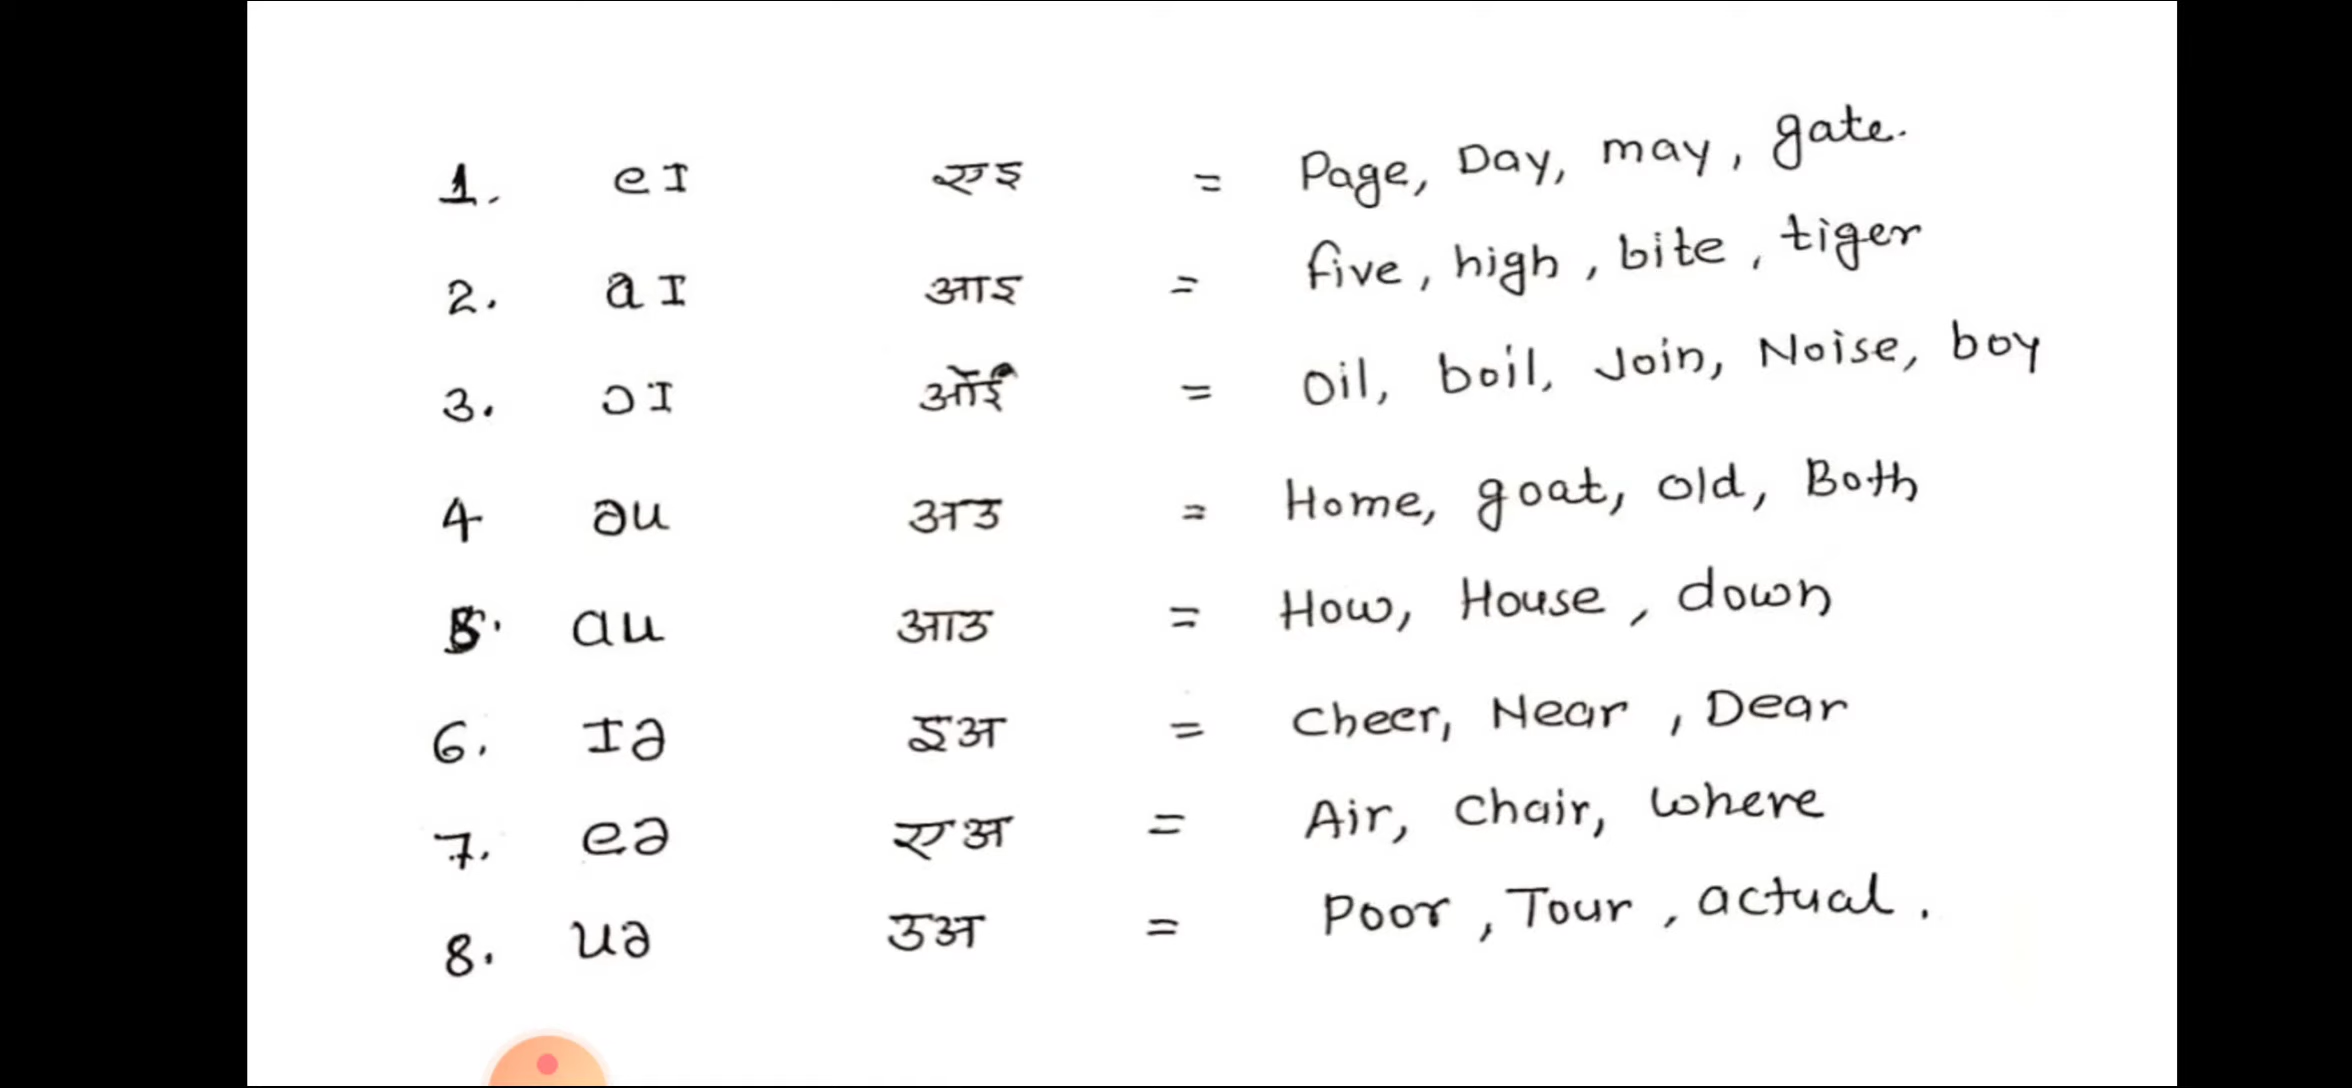 1. eɪ एइ = Page, Day, may, gate.
2. aɪ आइ = five, high, bite, tiger
3. ɔɪ ऑई = Oil, boil, Join, Noise, boy
4 əu अउ = Home, goat, old, Both
5. au आउ = How, House, down
6. ɪə इअ = Cheer, Near, Dear
7. eə एअ = Air, Chair, where
8. uə उअ = Poor, Tour, actual.